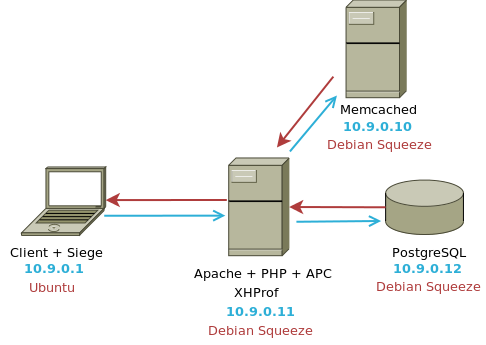 Memcached
10.9.0.10
Debian Squeeze
Client + Siege
10.9.0.1
Ubuntu
Apache + PHP + APC
XHProf
10.9.0.11
Debian Squeeze
PostgreSQL
10.9.0.12
Debian Squeeze